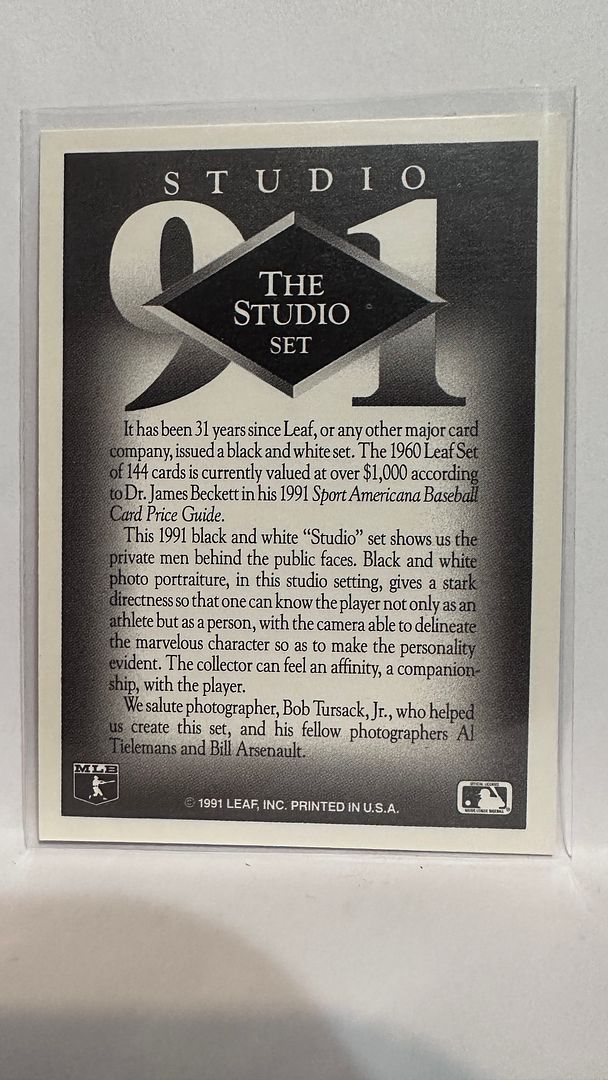 STUDIO
91
THE
STUDIO
SET
It has been 31 years since Leaf, or any other major card
company, issued a black and white set. The 1960 Leaf Set
of 144 cards is currently valued at over $1,000 according
to Dr. James Beckett in his 1991 Sport Americana Baseball
Card Price Guide.
This 1991 black and white “Studio” set shows us the
private men behind the public faces. Black and white
photo portraiture, in this studio setting, gives a stark
directness so that one can know the player not only as an
athlete but as a person, with the camera able to delineate
the marvelous character so as to make the personality
evident. The collector can feel an affinity, a companion-
ship, with the player.
We salute photographer, Bob Tursack, Jr., who helped
us create this set, and his fellow photographers Al
Tielemans and Bill Arsenault.
MLB
© 1991 LEAF, INC. PRINTED IN U.S.A.
OFFICIAL LICENSEE
MAJOR LEAGUE BASEBALL